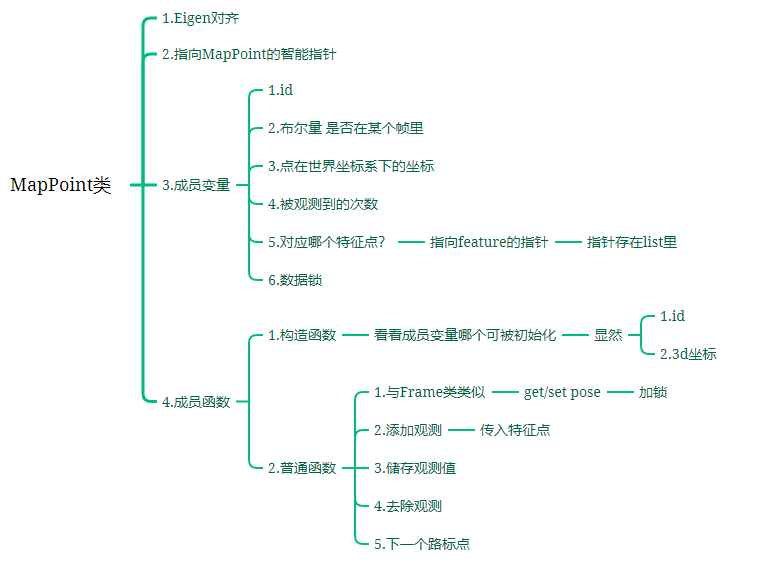 MapPoint类
1.Eigen对齐
2.指向MapPoint的智能指针
3.成员变量
1.id
2.布尔量 是否在某个帧里
3.点在世界坐标系下的坐标
4.被观测到的次数
5.对应哪个特征点?
指向feature的指针
指针存在list里
6.数据锁
4.成员函数
1.构造函数
看看成员变量哪个可被初始化
显然
1.id
2.3d坐标
2.普通函数
1.与Frame类类似
get/set pose
加锁
2.添加观测
传入特征点
3.储存观测值
4.去除观测
5.下一个路标点